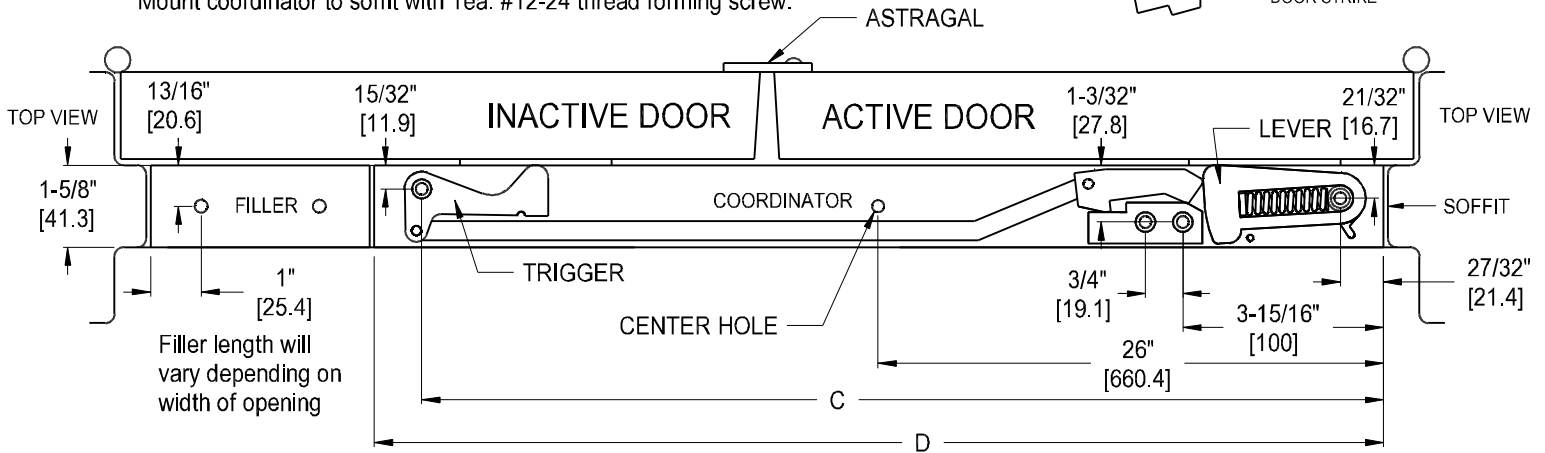 Mount coordinator to soffit with 1ea. #12-24 thread forming screw.
DOOR STRIKE
ASTRAGAL
TOP VIEW
13/16"
[20.6]
15/32"
[11.9]
INACTIVE DOOR
ACTIVE DOOR
1-3/32"
[27.8]
21/32"
[16.7]
LEVER
TOP VIEW
1-5/8"
[41.3]
FILLER
COORDINATOR
SOFFIT
1"
[25.4]
TRIGGER
CENTER HOLE
3/4"
[19.1]
3-15/16"
[100]
27/32"
[21.4]
26"
[660.4]
Filler length will
vary depending on
width of opening
C
D